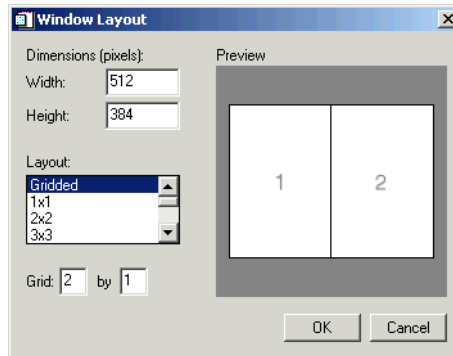 Window Layout
Dimensions (pixels):
Width: 512
Height: 384
Layout:
Gridded
1x1
2x2
3x3
Grid: 2 by 1
Preview
1 2
OK Cancel